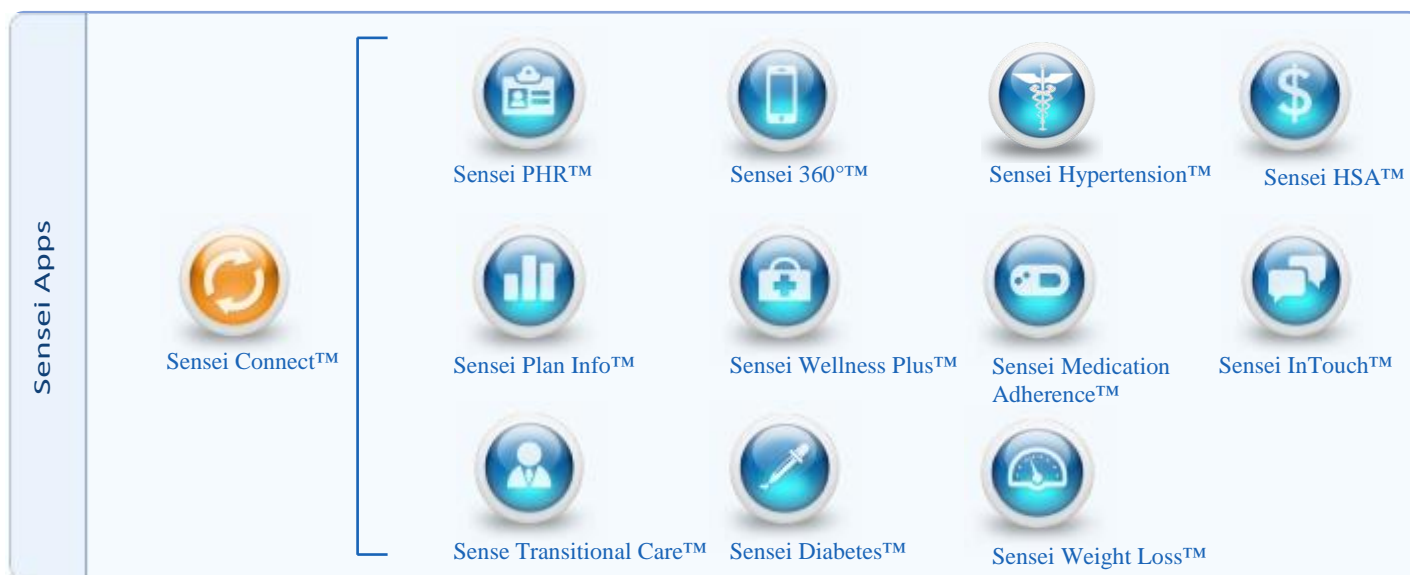 Sensei Apps
Sensei PHR™
Sensei 360°™
Sensei Hypertension™
Sensei HSA™
Sensei Connect™
Sensei Plan Info™
Sensei Wellness Plus™
Sensei Medication
Adherence™
Sensei InTouch™
Sense Transitional Care™
Sensei Diabetes™
Sensei Weight Loss™